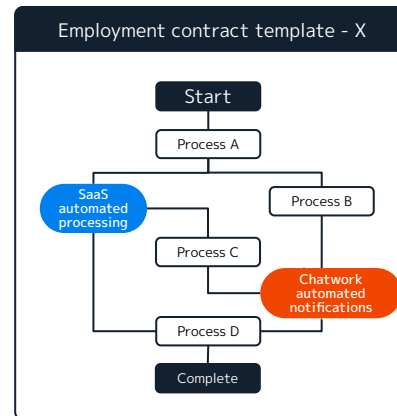 Employment contract template - X
Start
Process A
SaaS
automated
processing
Process B
Process C
Chatwork
automated
notifications
Process D
Complete